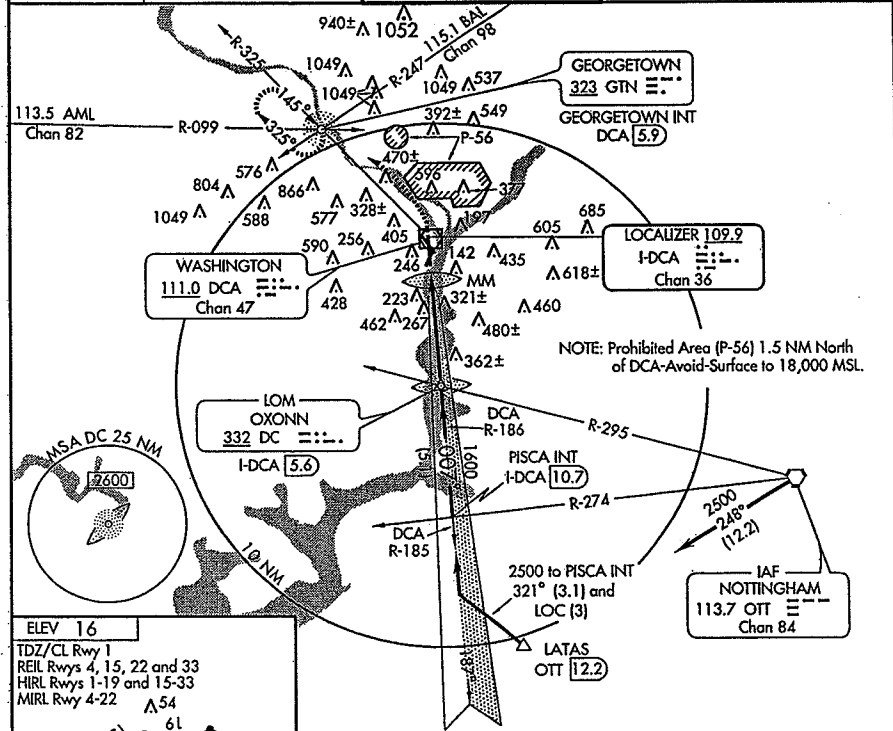 940±
1052
R-325
R-247 115.1 BAL
Chan 98
1049
1049
1049
537
GEORGETOWN
323 GTN
GEORGETOWN INT
DCA 5.9
113.5 AML
Chan 82
R-099
145°
325°
392±
549
P-56
470±
596
377
576
804
866
1049
588
577
328±
405
197
685
605
LOCALIZER 109.9
I-DCA
Chan 36
590
256
246
142
435
618±
WASHINGTON
111.0 DCA
Chan 47
MM
428
223
321±
460
462
267
480±
362±
NOTE: Prohibited Area (P-56) 1.5 NM North
of DCA-Avoid-Surface to 18,000 MSL.
LOM
OXONN
332 DC
I-DCA 5.6
DCA
R-186
R-295
MSA DC 25 NM
2600
1600
PISCA INT
I-DCA 10.7
R-274
DCA
R-185
2500
248°
(12.2)
10 NM
2500 to PISCA INT
321° (3.1) and
LOC (3)
IAF
NOTTINGHAM
113.7 OTT
Chan 84
LATAS
OTT 12.2
187°
ELEV 16
TDZ/CL Rwy 1
REIL Rwys 4, 15, 22 and 33
HIRL Rwys 1-19 and 15-33
MIRL Rwy 4-22
54
61